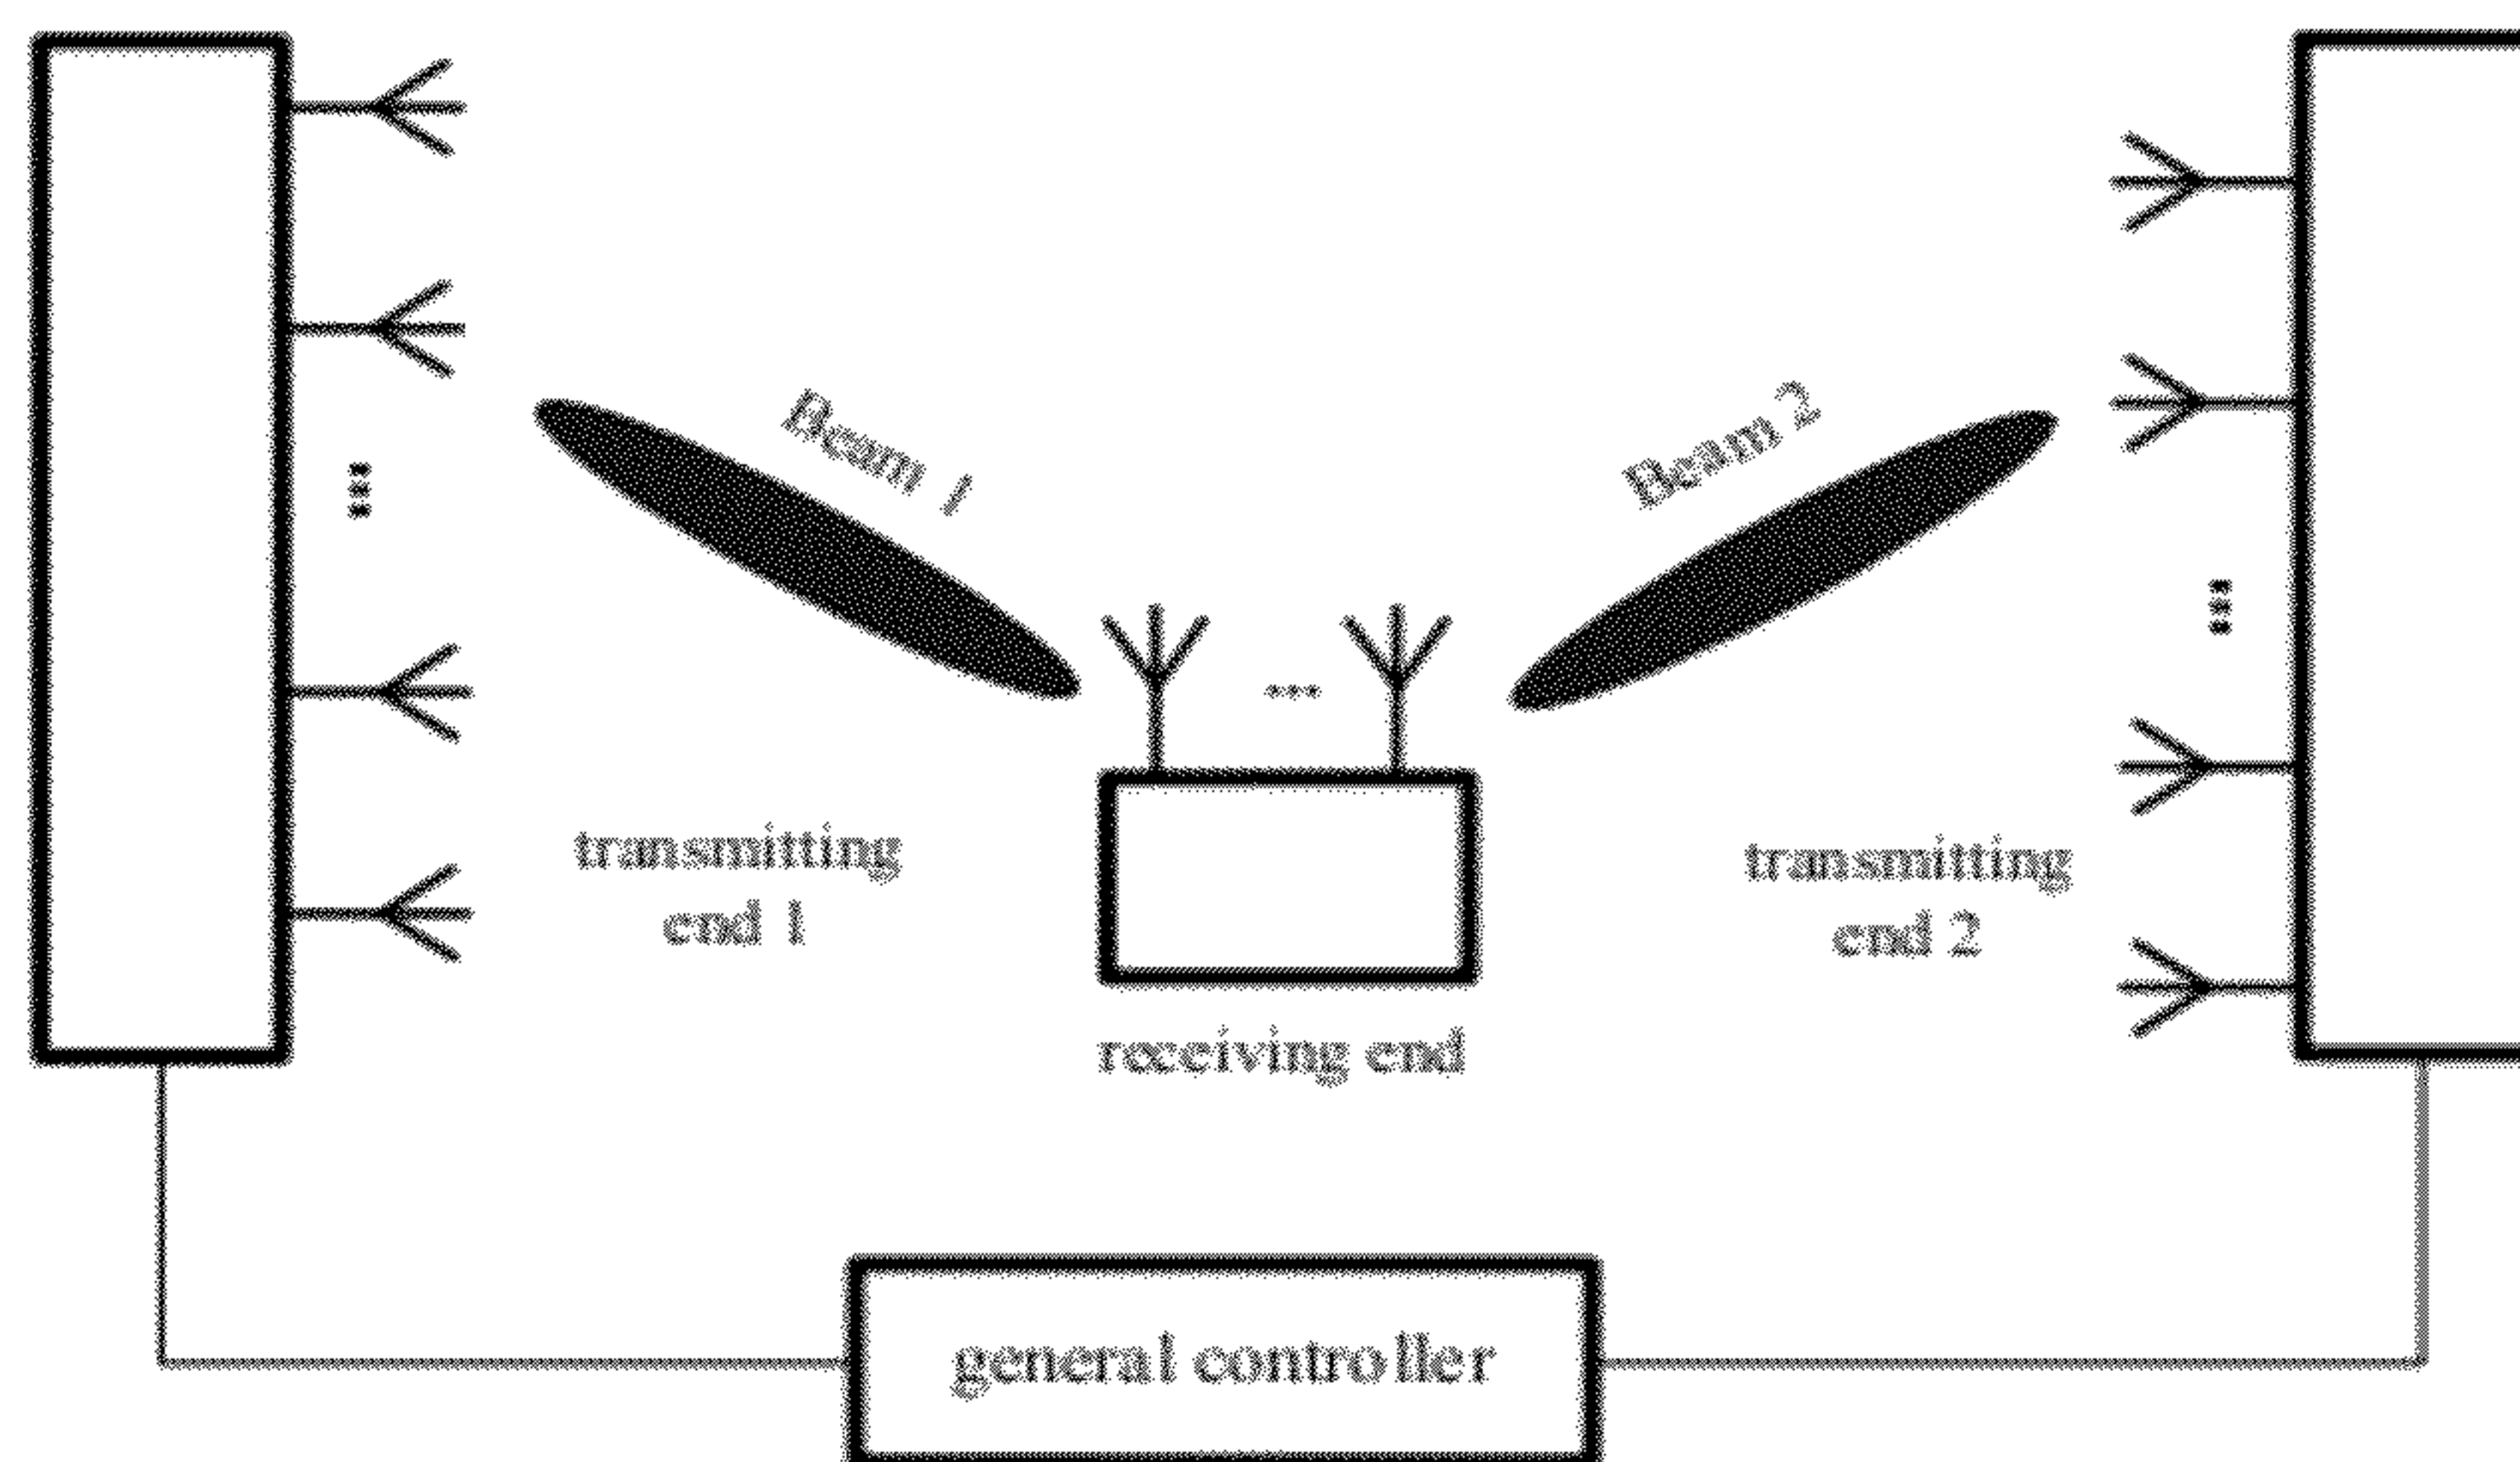 Beam 1
Beam 2
transmitting
end 1
transmitting
end 2
receiving end
general controller